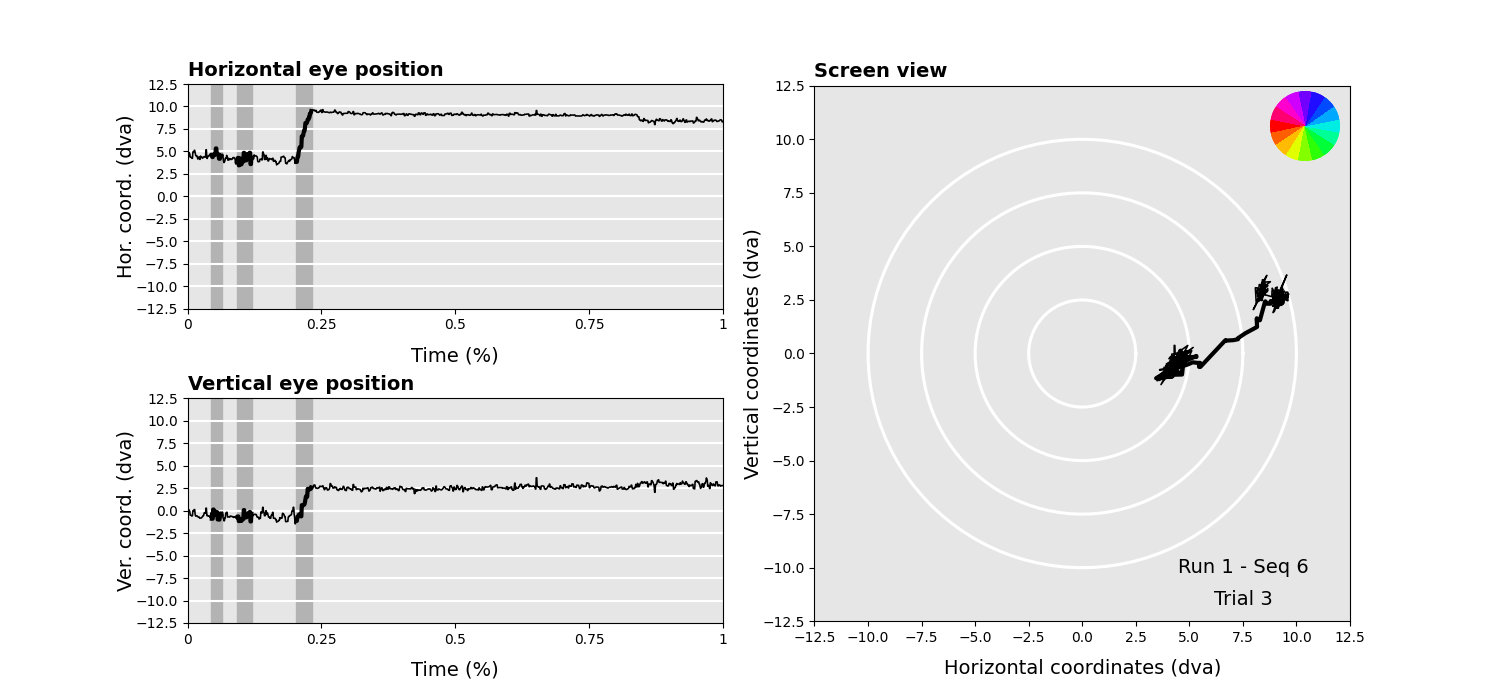 Horizontal eye position
Hor. coord. (dva)
12.5
10.0
7.5
5.0
2.5
0.0
−2.5
−5.0
−7.5
−10.0
−12.5
0 0.25 0.5 0.75 1
Time (%)
Vertical eye position
Ver. coord. (dva)
12.5
10.0
7.5
5.0
2.5
0.0
−2.5
−5.0
−7.5
−10.0
−12.5
0 0.25 0.5 0.75 1
Time (%)
Screen view
Vertical coordinates (dva)
12.5
10.0
7.5
5.0
2.5
0.0
−2.5
−5.0
−7.5
−10.0
−12.5
Run 1 - Seq 6
Trial 3
−12.5 −10.0 −7.5 −5.0 −2.5 0.0 2.5 5.0 7.5 10.0 12.5
Horizontal coordinates (dva)